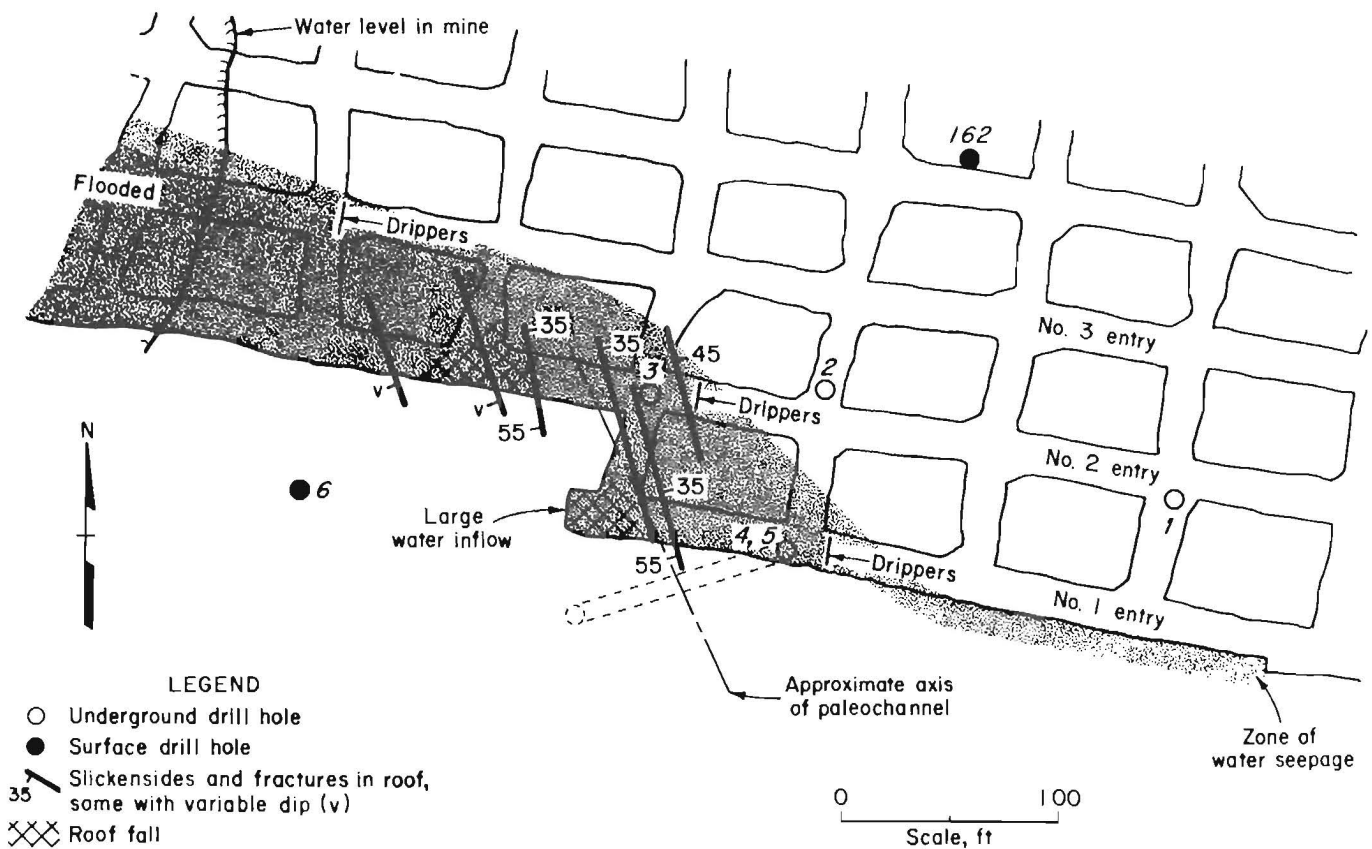 Water level in mine
162
Flooded
Drippers
35
35
45
3
2
No. 3 entry
v
v
55
Drippers
No. 2 entry
N
6
35
1
Large
water inflow
4, 5
55
Drippers
No. 1 entry
Approximate axis
of paleochannel
Zone of
water seepage
LEGEND
Underground drill hole
Surface drill hole
35 Slickensides and fractures in roof,
some with variable dip (v)
Roof fall
0 100
Scale, ft